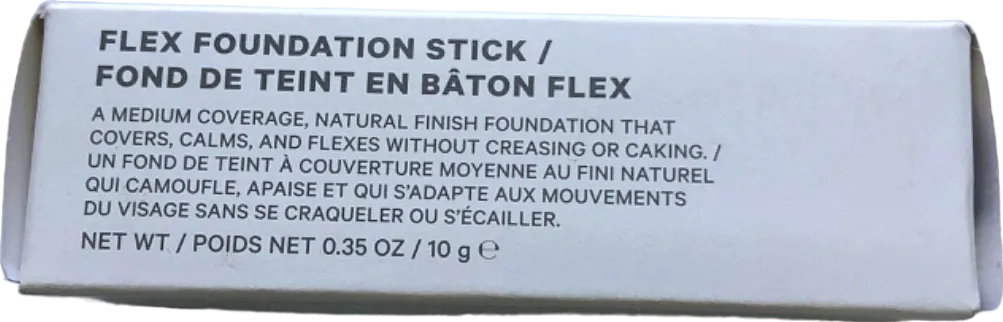 FLEX FOUNDATION STICK /
FOND DE TEINT EN BÂTON FLEX
A MEDIUM COVERAGE, NATURAL FINISH FOUNDATION THAT
COVERS, CALMS, AND FLEXES WITHOUT CREASING OR CAKING. /
UN FOND DE TEINT À COUVERTURE MOYENNE AU FINI NATUREL
QUI CAMOUFLE, APAISE ET QUI S'ADAPTE AUX MOUVEMENTS
DU VISAGE SANS SE CRAQUELER OU S'ÉCAILLER.
NET WT. / POIDS NET 0.35 OZ / 10 g ℮